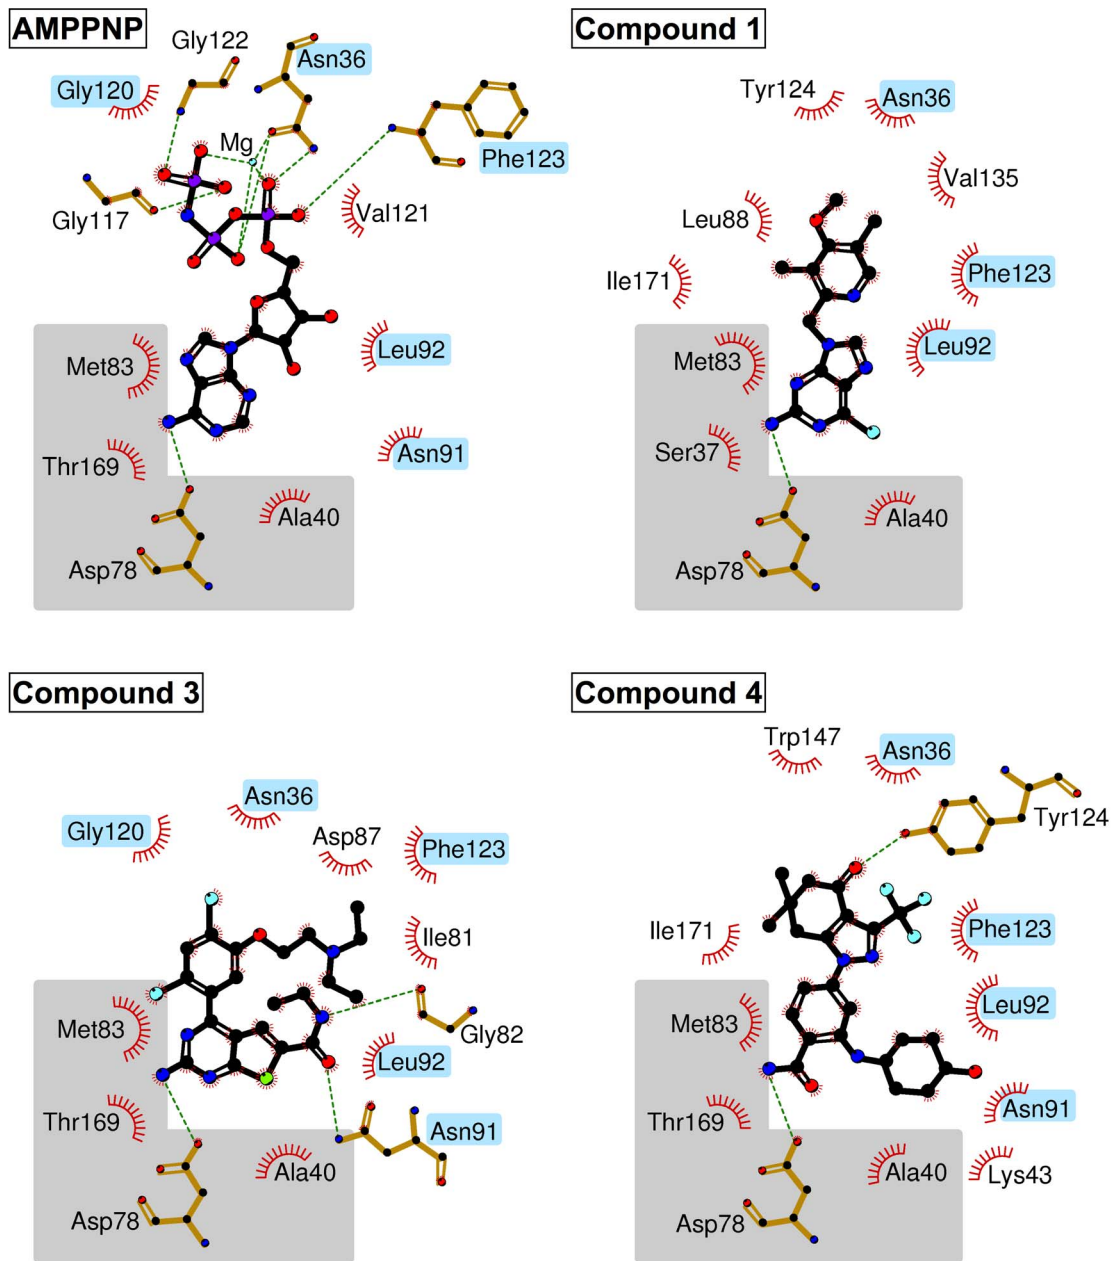 AMPPNP
Gly122
Asn36
Gly120
Mg
Phe123
Gly117
Val121
Met83
Leu92
Thr169
Asn91
Ala40
Asp78
Compound 1
Tyr124
Asn36
Val135
Leu88
Ile171
Phe123
Met83
Leu92
Ser37
Ala40
Asp78
Compound 3
Asn36
Gly120
Asp87
Phe123
Ile81
Met83
Gly82
Leu92
Thr169
Asn91
Ala40
Asp78
Compound 4
Trp147
Asn36
Tyr124
Ile171
Phe123
Leu92
Met83
Thr169
Asn91
Ala40
Lys43
Asp78